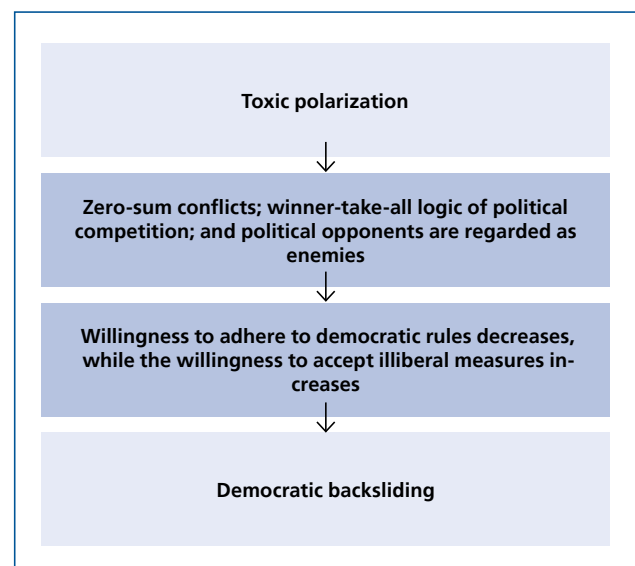 Toxic polarization
Zero-sum conflicts; winner-take-all logic of political
competition; and political opponents are regarded as
enemies
Willingness to adhere to democratic rules decreases,
while the willingness to accept illiberal measures in-
creases
Democratic backsliding